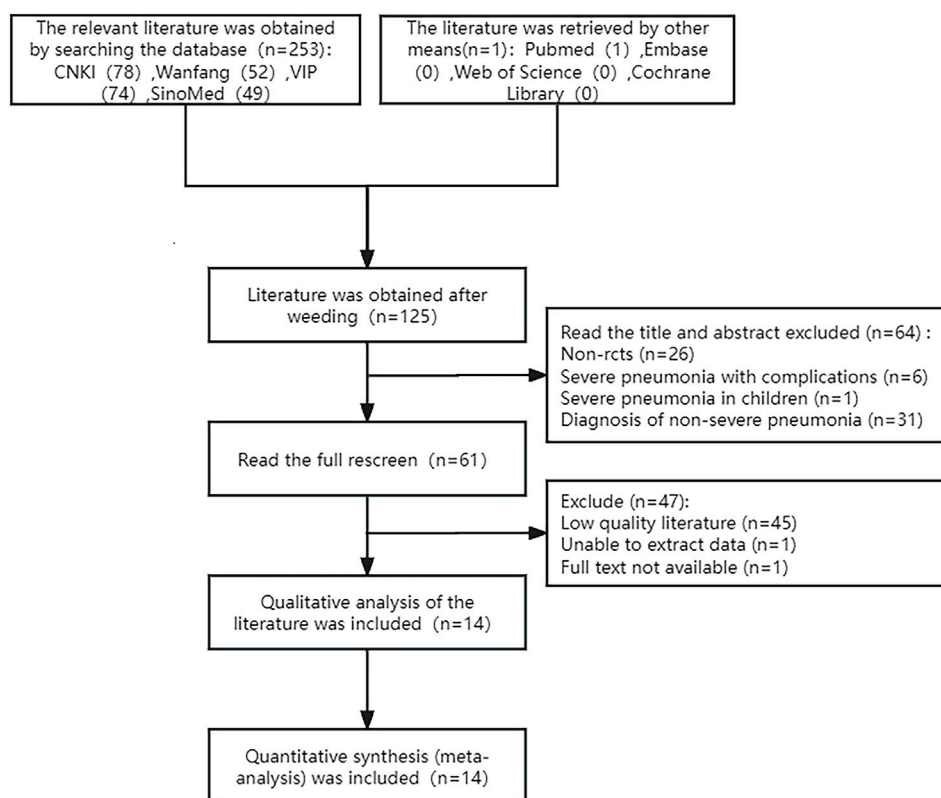 The relevant literature was obtained
by searching the database (n=253):
CNKI (78) ,Wanfang (52) ,VIP
(74) ,SinoMed (49)
The literature was retrieved by other
means(n=1): Pubmed (1) ,Embase
(0) ,Web of Science (0) ,Cochrane
Library (0)
Literature was obtained after
weeding (n=125)
Read the title and abstract excluded (n=64) :
Non-rcts (n=26)
Severe pneumonia with complications (n=6)
Severe pneumonia in children (n=1)
Diagnosis of non-severe pneumonia (n=31)
Read the full rescreen (n=61)
Exclude (n=47):
Low quality literature (n=45)
Unable to extract data (n=1)
Full text not available (n=1)
Qualitative analysis of the
literature was included (n=14)
Quantitative synthesis (meta-
analysis) was included (n=14)